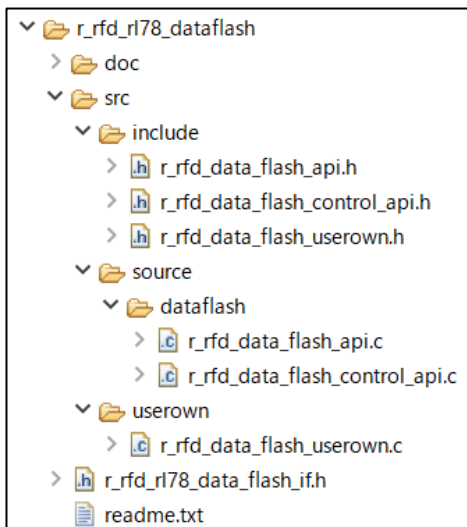 r_rfd_rl78_dataflash
doc
src
include
.h r_rfd_data_flash_api.h
.h r_rfd_data_flash_control_api.h
.h r_rfd_data_flash_userown.h
source
dataflash
.c r_rfd_data_flash_api.c
.c r_rfd_data_flash_control_api.c
userown
.c r_rfd_data_flash_userown.c
.h r_rfd_rl78_data_flash_if.h
readme.txt